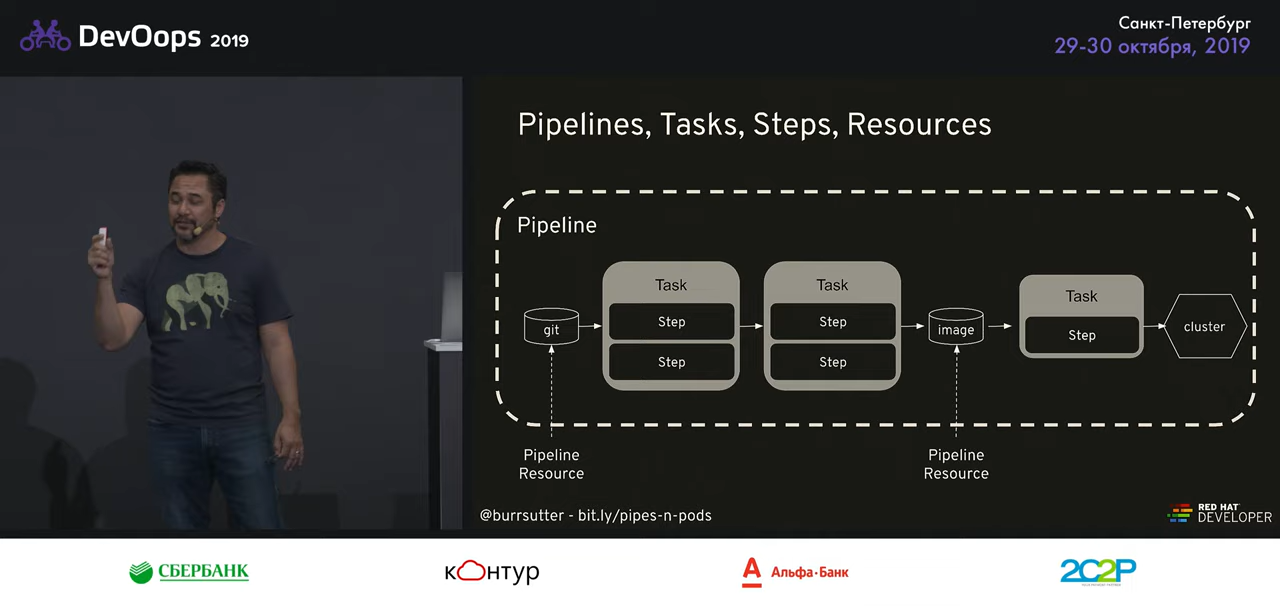 DevOops 2019
Санкт-Петербург
29-30 октября, 2019
Pipelines, Tasks, Steps, Resources
Pipeline
git
Task
Step
Step
Task
Step
Step
image
Task
Step
cluster
Pipeline
Resource
Pipeline
Resource
@burrsutter - bit.ly/pipes-n-pods
RED HAT
DEVELOPER
СБЕРБАНК
кОнтур
Альфа·Банк
2C2P